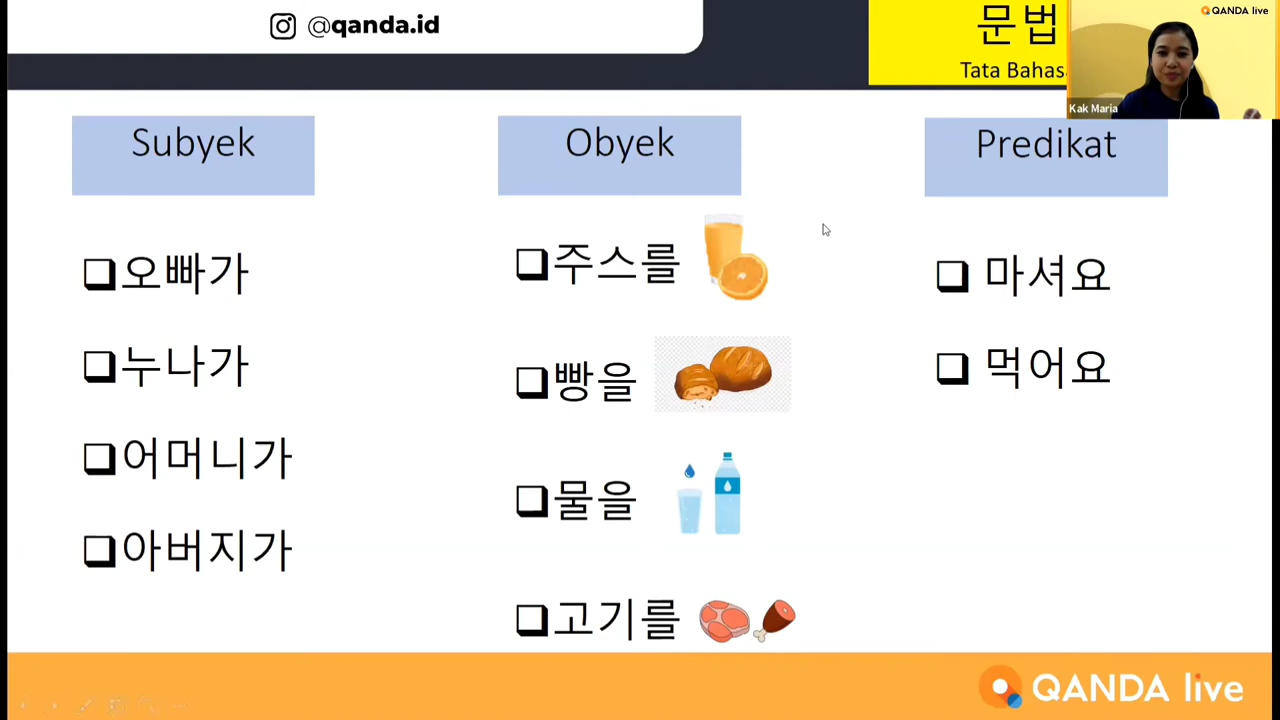 @qanda.id
문법
Tata Bahasa
QANDA live
Kak Maria
Subyek
오빠가
누나가
어머니가
아버지가
Obyek
주스를
빵을
물을
고기를
Predikat
마셔요
먹어요
QANDA live